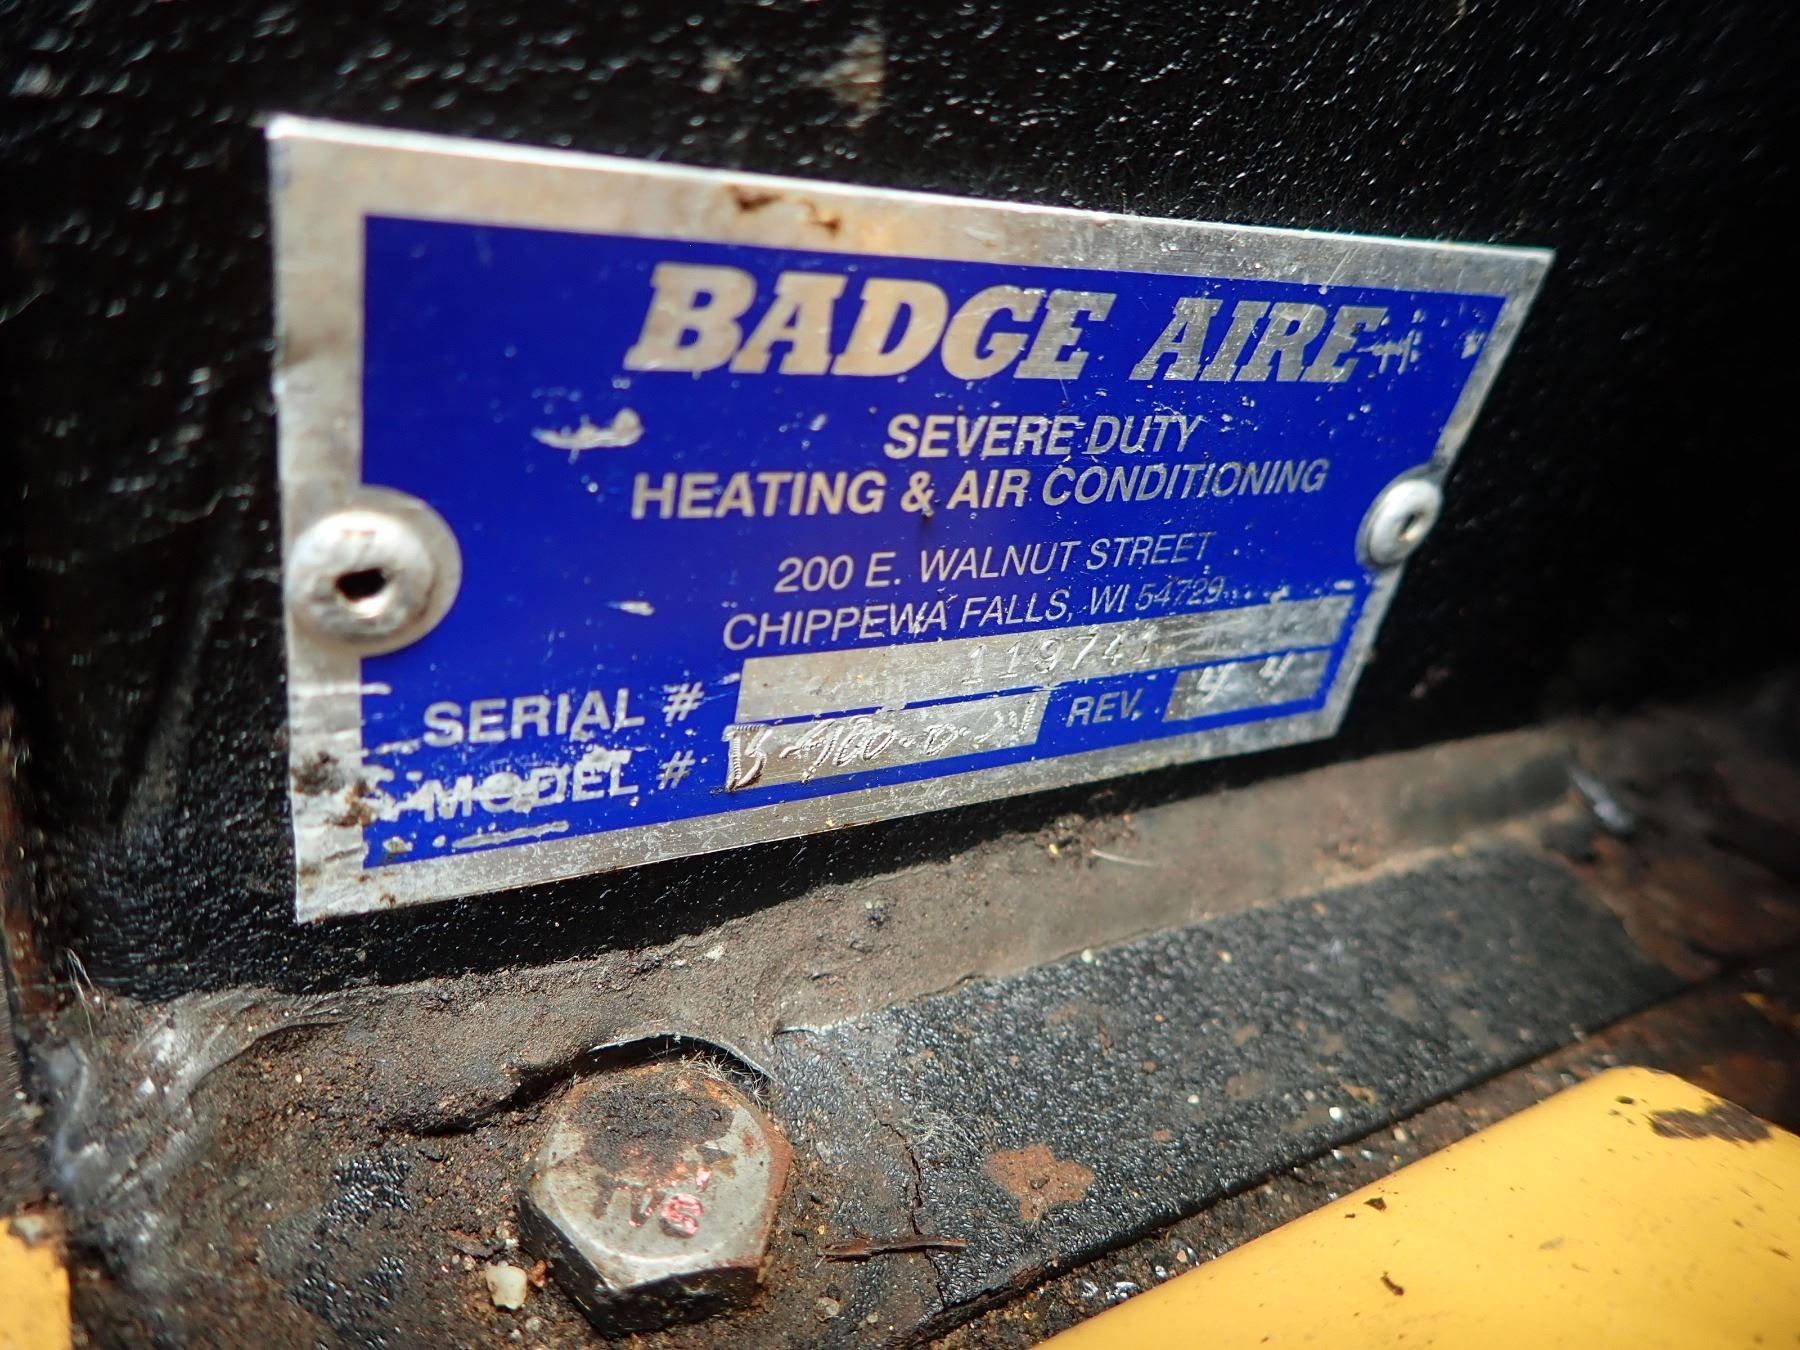 BADGE AIRE
SEVERE DUTY
HEATING & AIR CONDITIONING
200 E. WALNUT STREET
CHIPPEWA FALLS, WI 54729
SERIAL # 119741
MODEL # REV.